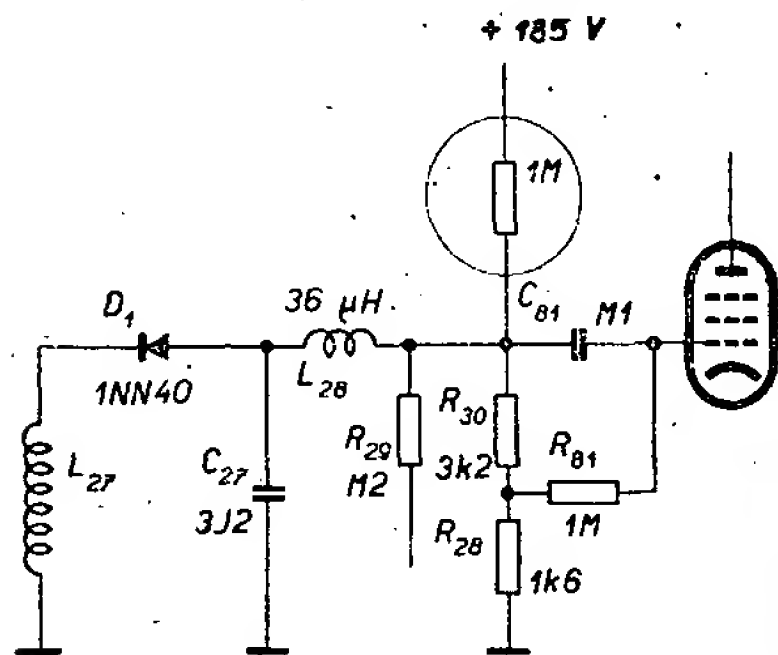 + 185 V
1M
C81
M1
D1
36 µH
1NN40
L28
R30
R29
R81
3k2
L27
C27
M2
3J2
1M
R28
1k6